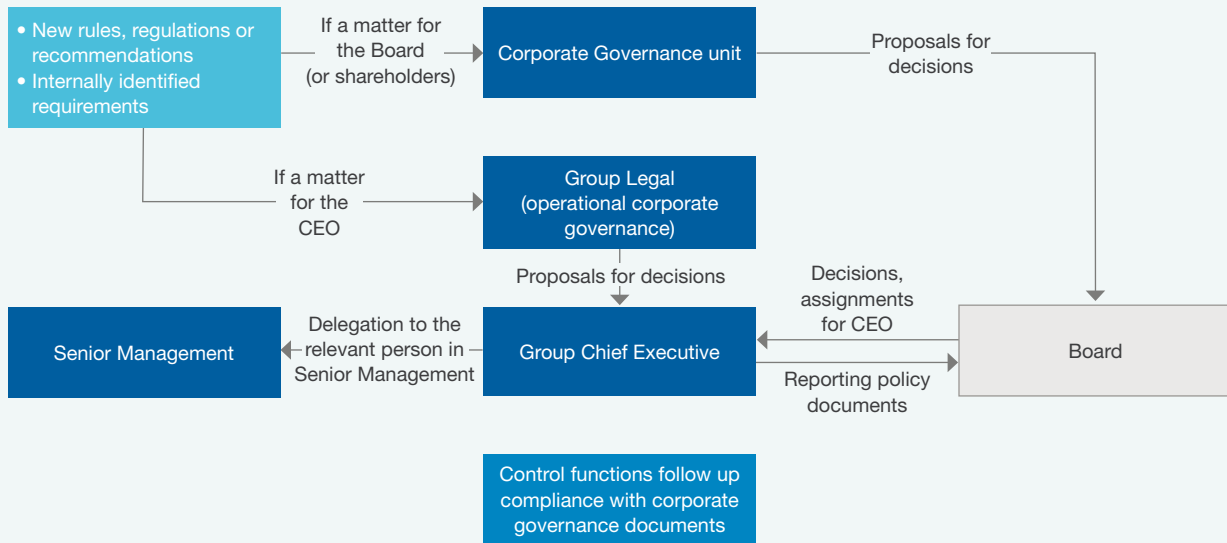 • New rules, regulations or
recommendations
• Internally identified
requirements
If a matter for
the Board
(or shareholders)
Corporate Governance unit
Proposals for
decisions
If a matter
for the
CEO
Group Legal
(operational corporate
governance)
Proposals for decisions
Decisions,
assignments
for CEO
Senior Management
Delegation to the
relevant person in
Senior Management
Group Chief Executive
Board
Reporting policy
documents
Control functions follow up
compliance with corporate
governance documents